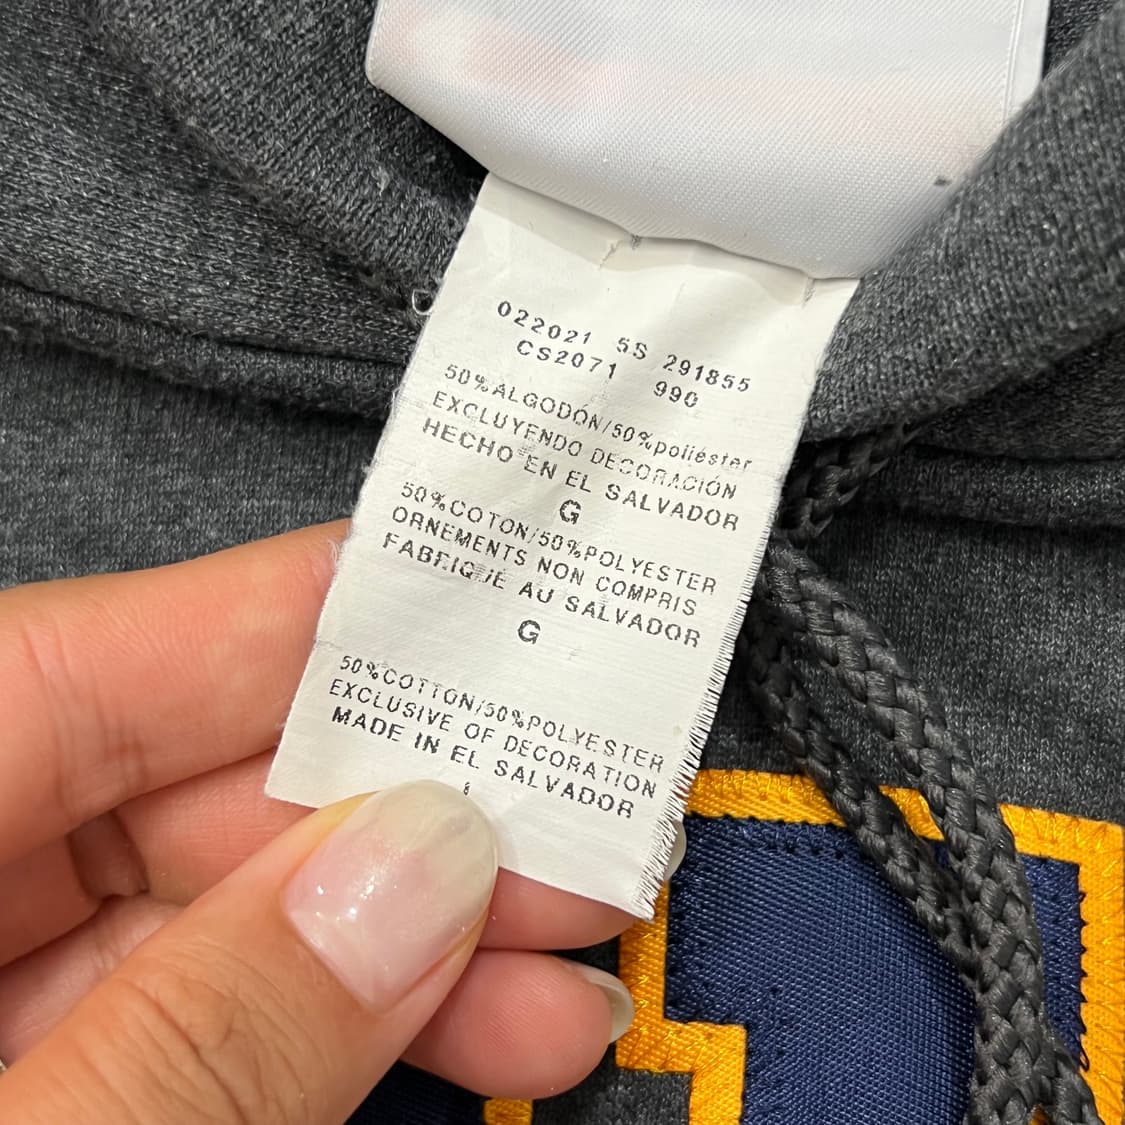 022021 5S 291855
CS2071 990
50%ALGODÓN/50%poliéster
EXCLUYENDO DECORACIÓN
HECHO EN EL SALVADOR
G
50%COTON/50%POLYESTER
ORNEMENTS NON COMPRIS
FABRIQUÉ AU SALVADOR
G
50%COTTON/50%POLYESTER
EXCLUSIVE OF DECORATION
MADE IN EL SALVADOR